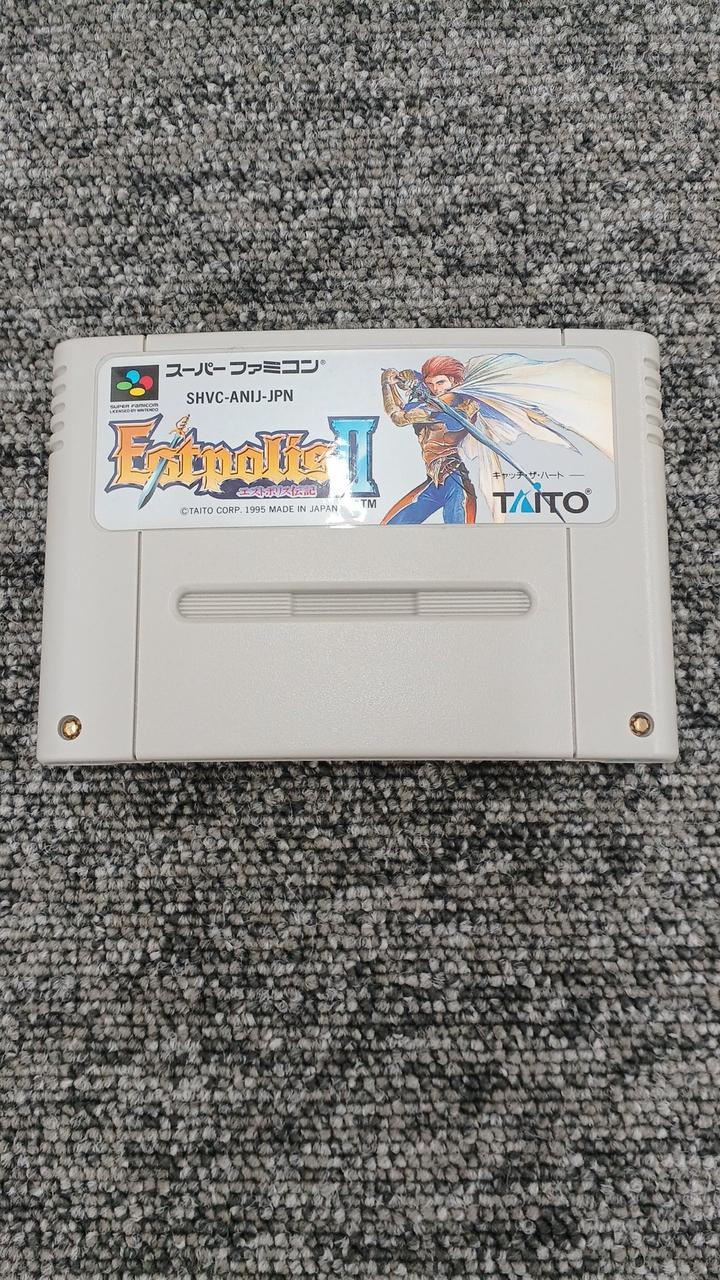 スーパーファミコン®
SUPER FAMICOM
LICENSED BY NINTENDO
SHVC-ANIJ-JPN
Estpolis II
エストポリス伝記
TM
©TAITO CORP. 1995 MADE IN JAPAN
キャッチ・ザ・ハート
TAITO®